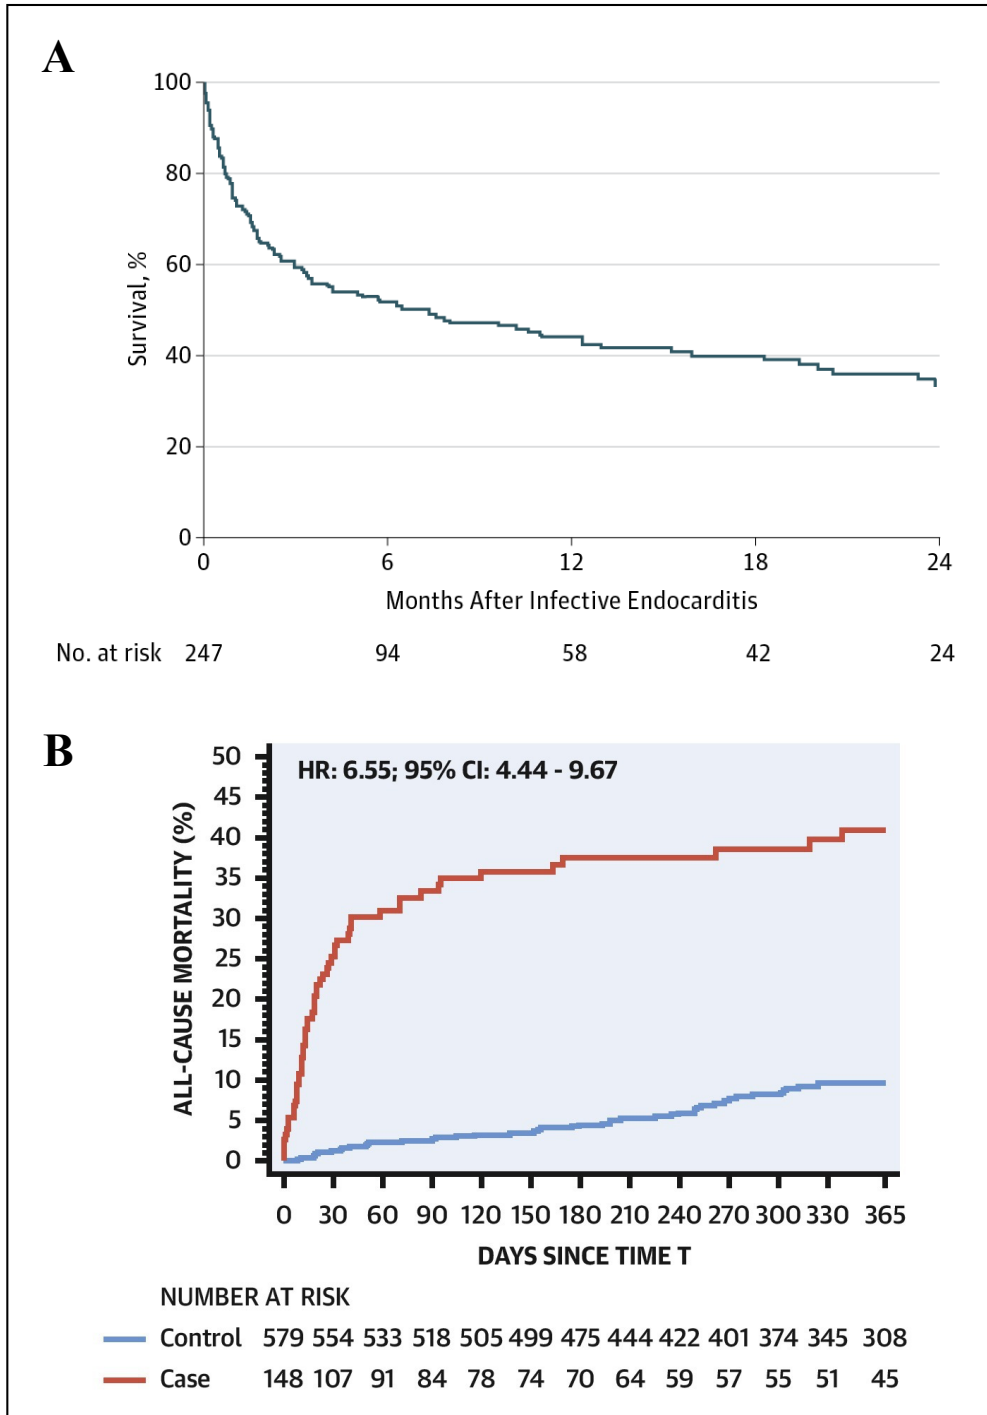 A
100
80
60
40
20
0
Survival, %
0 6 12 18 24
Months After Infective Endocarditis
No. at risk 247 94 58 42 24
B
50
45
40
35
30
25
20
15
10
5
0
ALL-CAUSE MORTALITY (%)
HR: 6.55; 95% CI: 4.44 - 9.67
0 30 60 90 120 150 180 210 240 270 300 330 365
DAYS SINCE TIME T
NUMBER AT RISK
Control 579 554 533 518 505 499 475 444 422 401 374 345 308
Case 148 107 91 84 78 74 70 64 59 57 55 51 45